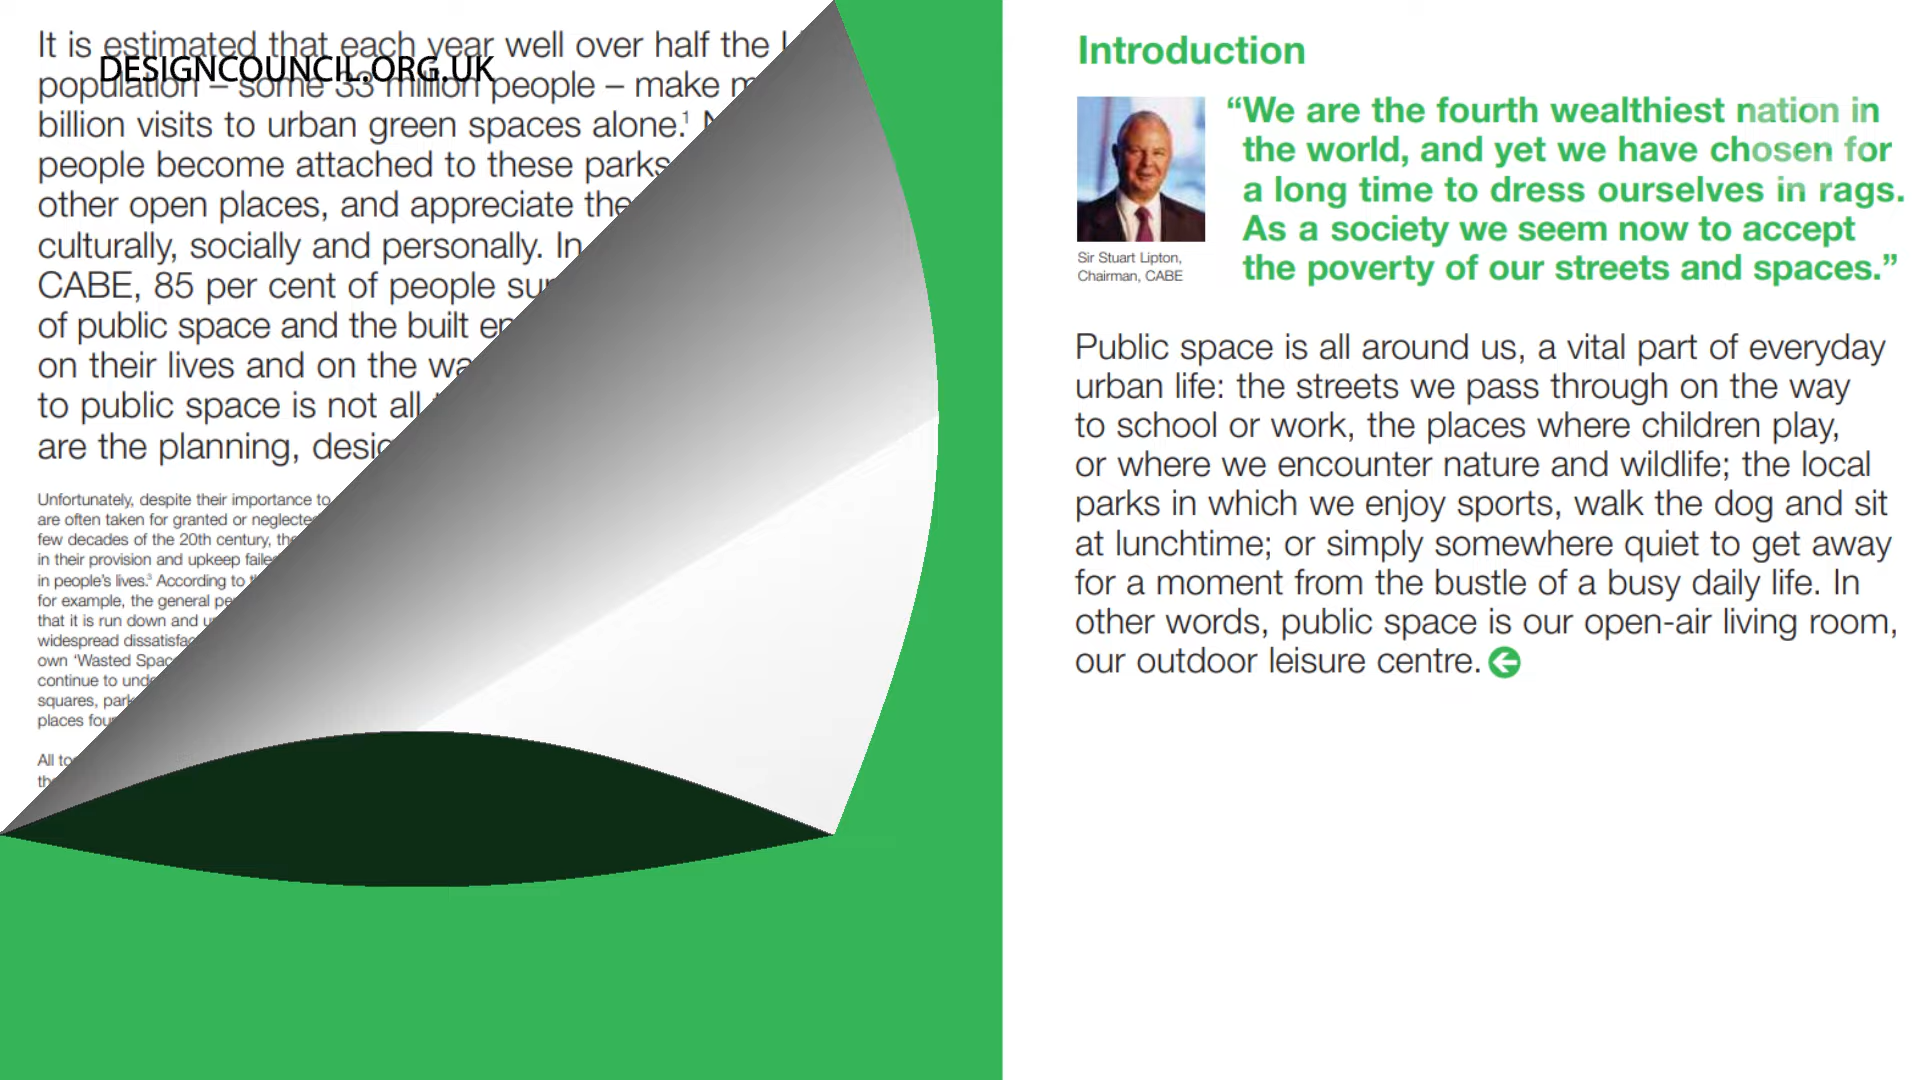 It is estimated that each year well over half the
DESIGNCOUNCIL.ORG.UK
population – some 33 million people – make
billion visits to urban green spaces alone.¹
people become attached to these parks
other open places, and appreciate the
culturally, socially and personally. In
CABE, 85 per cent of people
of public space and the built
on their lives and on the
to public space is not all
are the planning,
Unfortunately, despite their importance to
are often taken for granted or neglected
few decades of the 20th century, the
in their provision and upkeep
in people's lives.³ According to
for example, the general
that it is run down and
widespread
own ‘Wasted
continue to
squares,
places
All
Introduction
“We are the fourth wealthiest nation in
the world, and yet we have chosen for
a long time to dress ourselves in rags.
As a society we seem now to accept
the poverty of our streets and spaces.”
Sir Stuart Lipton,
Chairman, CABE
Public space is all around us, a vital part of everyday
urban life: the streets we pass through on the way
to school or work, the places where children play,
or where we encounter nature and wildlife; the local
parks in which we enjoy sports, walk the dog and sit
at lunchtime; or simply somewhere quiet to get away
for a moment from the bustle of a busy daily life. In
other words, public space is our open-air living room,
our outdoor leisure centre.